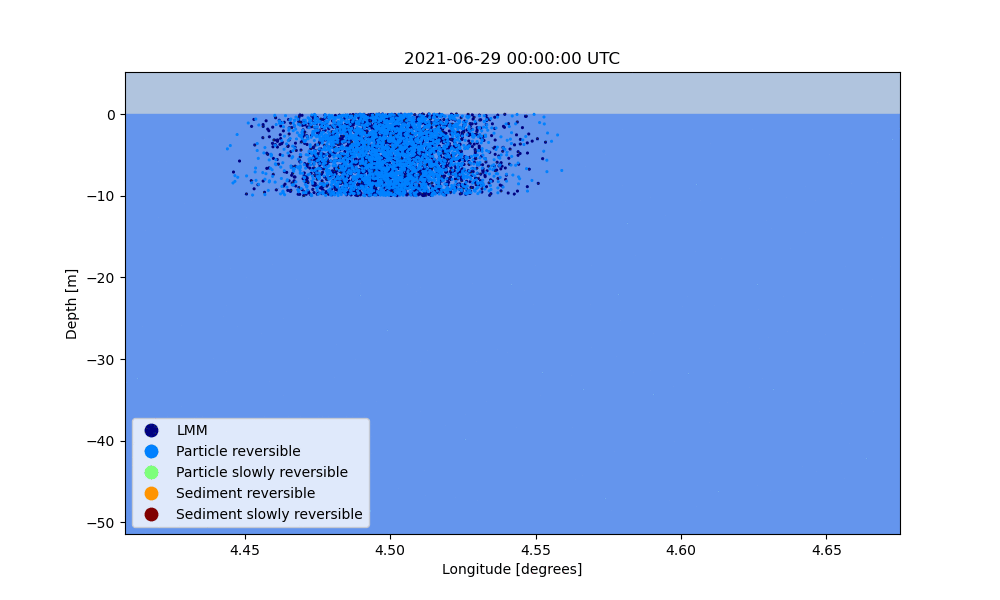 2021-06-29 00:00:00 UTC
0
−10
−20
−30
−40
−50
Depth [m]
LMM
Particle reversible
Particle slowly reversible
Sediment reversible
Sediment slowly reversible
4.45 4.50 4.55 4.60 4.65
Longitude [degrees]